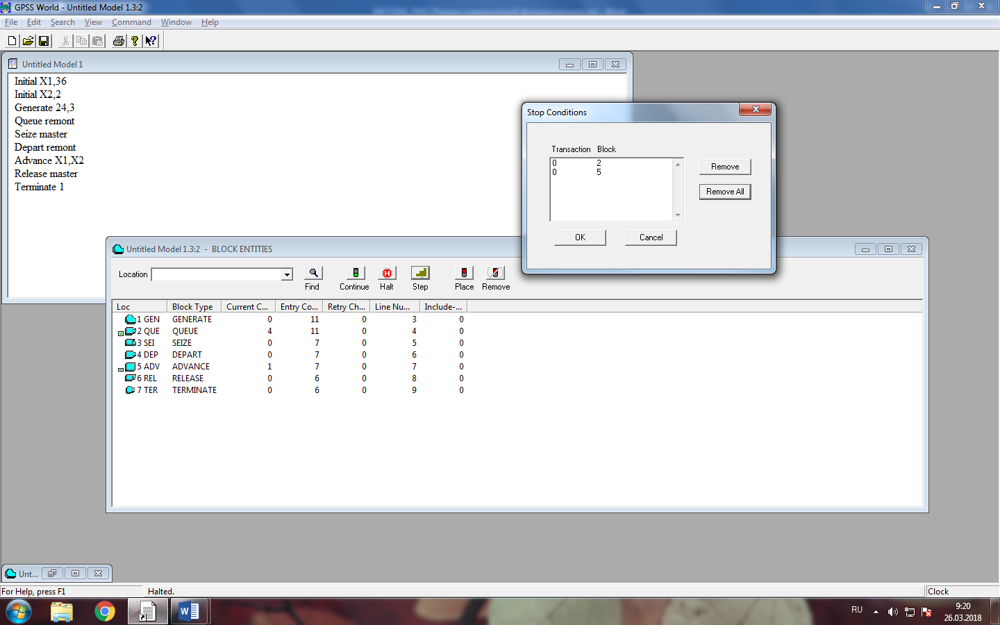 GPSS World - Untitled Model 1.3:2
File Edit Search View Command Window Help
Untitled Model 1
Initial X1,36
Initial X2,2
Generate 24,3
Queue remont
Seize master
Depart remont
Advance X1,X2
Release master
Terminate 1
Stop Conditions
Transaction Block
0 2
0 5
Remove
Remove All
OK Cancel
Untitled Model 1.3:2 - BLOCK ENTITIES
Location
Find Continue Halt Step Place Remove
Loc Block Type Current C... Entry Co... Retry Ch... Line Nu... Include-...
1 GEN GENERATE 0 11 0 3 0
2 QUE QUEUE 4 11 0 4 0
3 SEI SEIZE 0 7 0 5 0
4 DEP DEPART 0 7 0 6 0
5 ADV ADVANCE 1 7 0 7 0
6 REL RELEASE 0 6 0 8 0
7 TER TERMINATE 0 6 0 9 0
Unt...
For Help, press F1 Halted. Clock
RU
9:20
26.03.2018